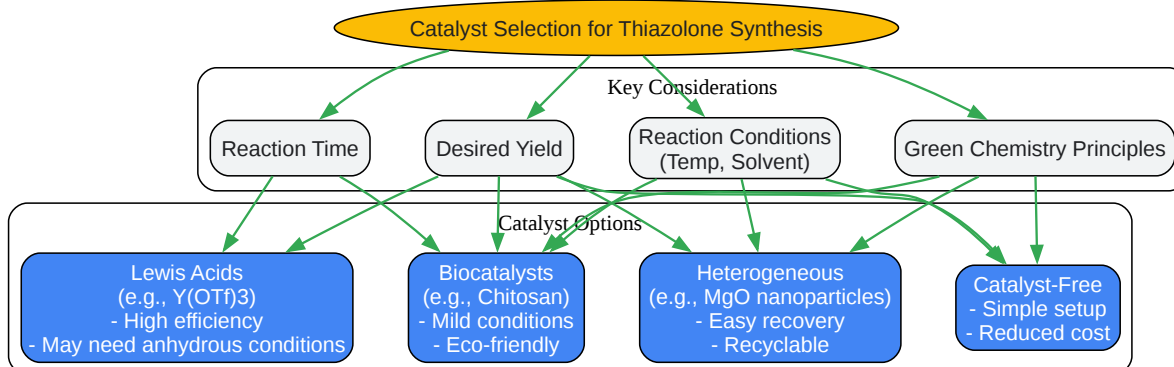 Catalyst Selection for Thiazolone Synthesis
Key Considerations
Reaction Time
Desired Yield
Reaction Conditions
(Temp, Solvent)
Green Chemistry Principles
Catalyst Options
Lewis Acids
(e.g., Y(OTf)3)
- High efficiency
- May need anhydrous conditions
Biocatalysts
(e.g., Chitosan)
- Mild conditions
- Eco-friendly
Heterogeneous
(e.g., MgO nanoparticles)
- Easy recovery
- Recyclable
Catalyst-Free
- Simple setup
- Reduced cost